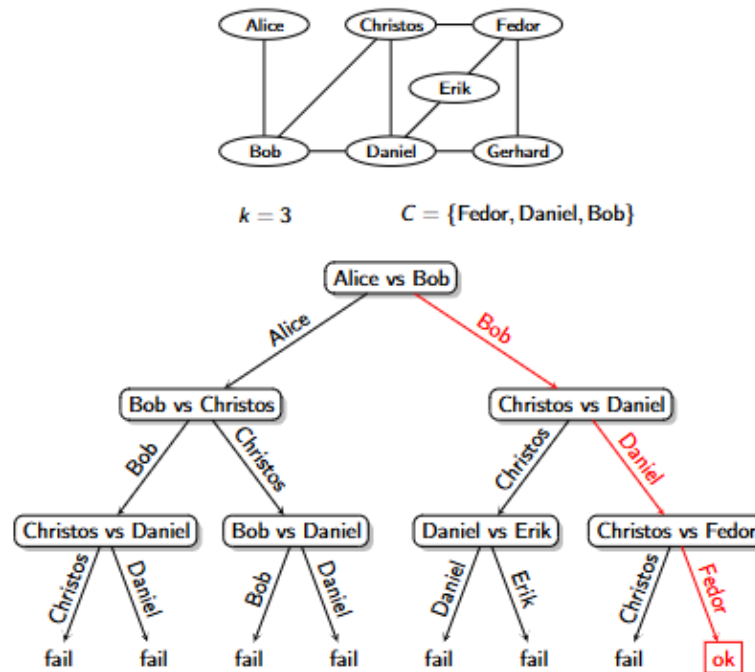 Alice Christos Fedor
Erik
Bob Daniel Gerhard
k = 3 C = {Fedor, Daniel, Bob}
Alice vs Bob
Alice Bob
Bob vs Christos Christos vs Daniel
Bob Christos Christos Daniel
Christos vs Daniel Bob vs Daniel Daniel vs Erik Christos vs Fedor
Christos Daniel Bob Daniel Daniel Erik Christos Fedor
fail fail fail fail fail fail fail ok